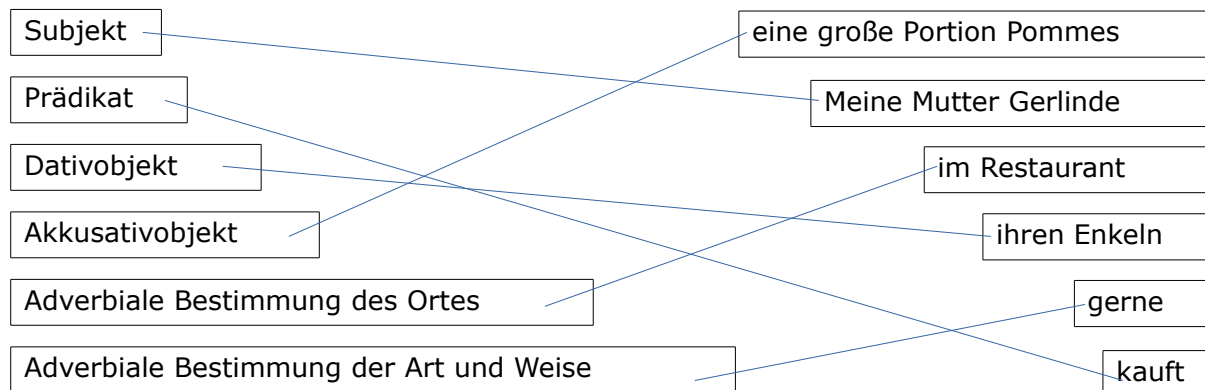 Subjekt
Prädikat
Dativobjekt
Akkusativobjekt
Adverbiale Bestimmung des Ortes
Adverbiale Bestimmung der Art und Weise
eine große Portion Pommes
Meine Mutter Gerlinde
im Restaurant
ihren Enkeln
gerne
kauft